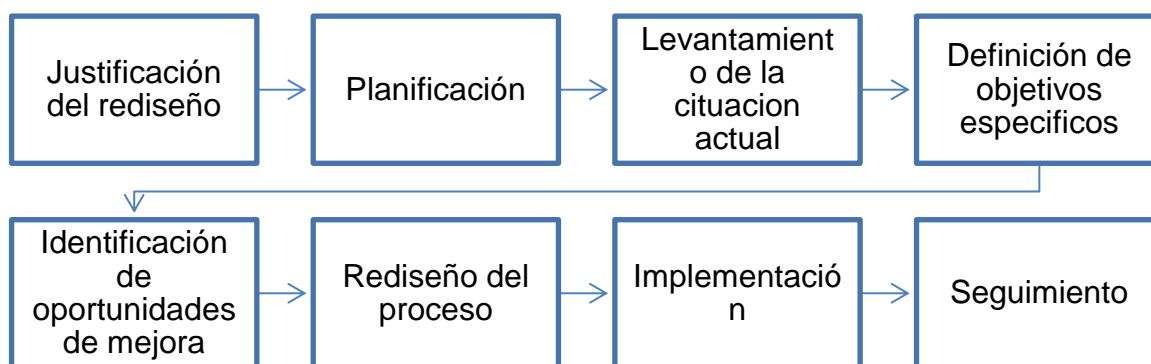 Justificación
del rediseño
Planificación
Levantamient
o de la
cituacion
actual
Definición de
objetivos
especificos
Identificación
de
oportunidades
de mejora
Rediseño del
proceso
Implementació
n
Seguimiento